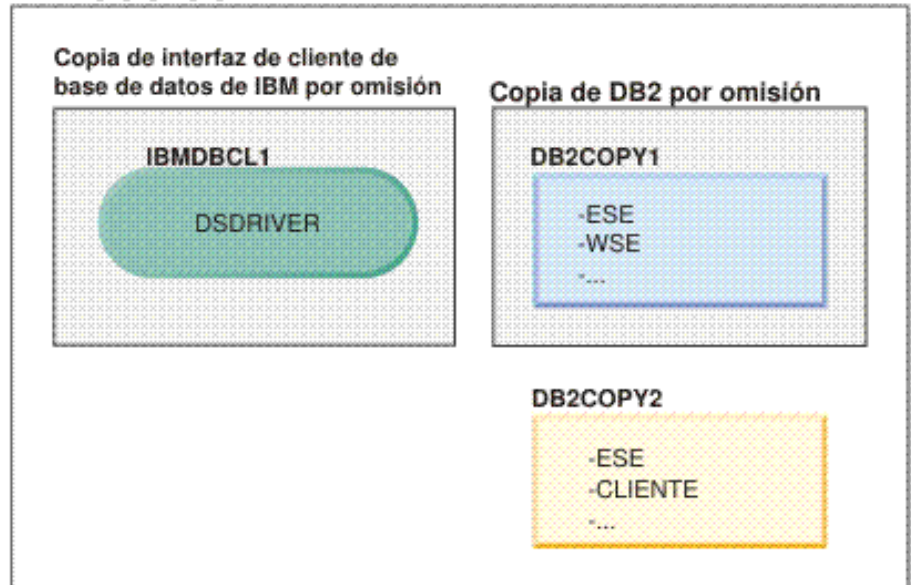 Copia de interfaz de cliente de
base de datos de IBM por omisión
IBMDBCL1
DSDRIVER
Copia de DB2 por omisión
DB2COPY1
-ESE
-WSE
-...
DB2COPY2
-ESE
-CLIENTE
-...